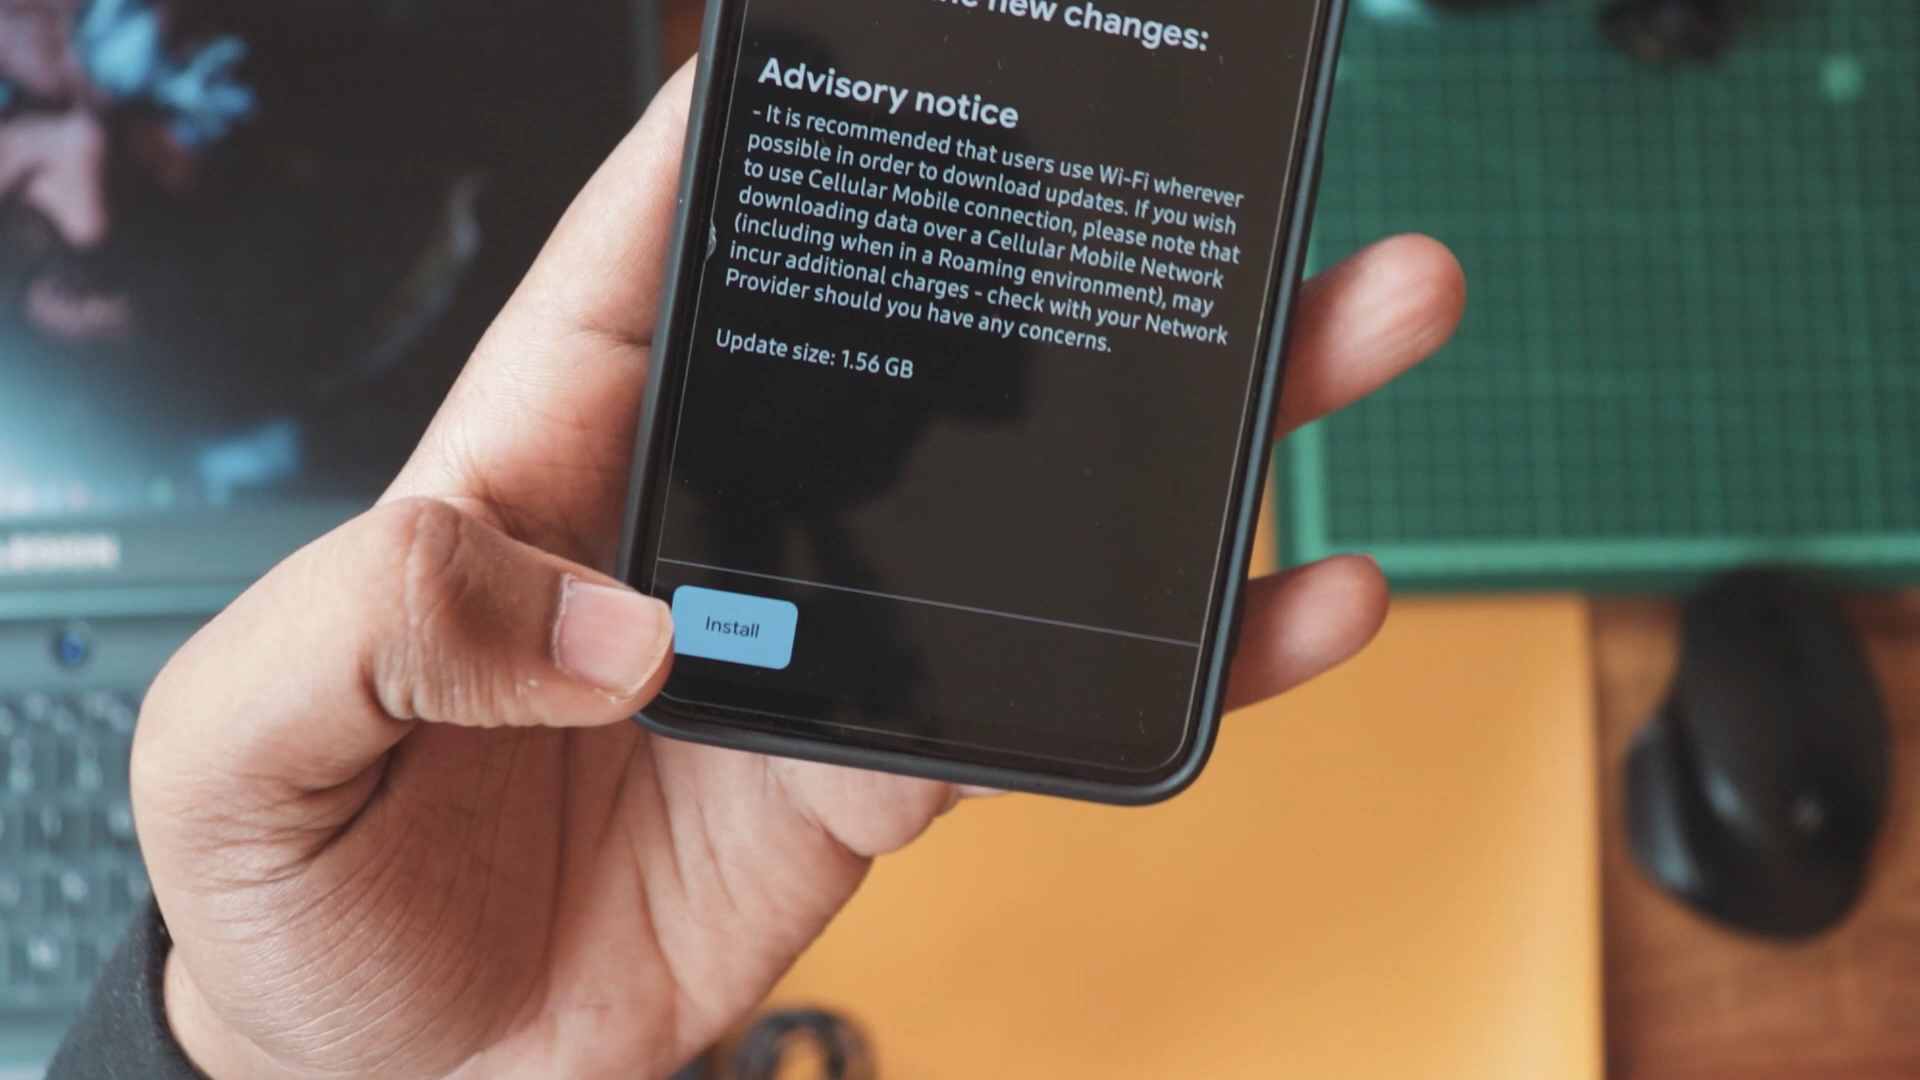 new changes:
Advisory notice
- It is recommended that users use Wi-Fi wherever
possible in order to download updates. If you wish
to use Cellular Mobile connection, please note that
downloading data over a Cellular Mobile Network
(including when in a Roaming environment), may
incur additional charges - check with your Network
Provider should you have any concerns.
Update size: 1.56 GB
Install
LEGION